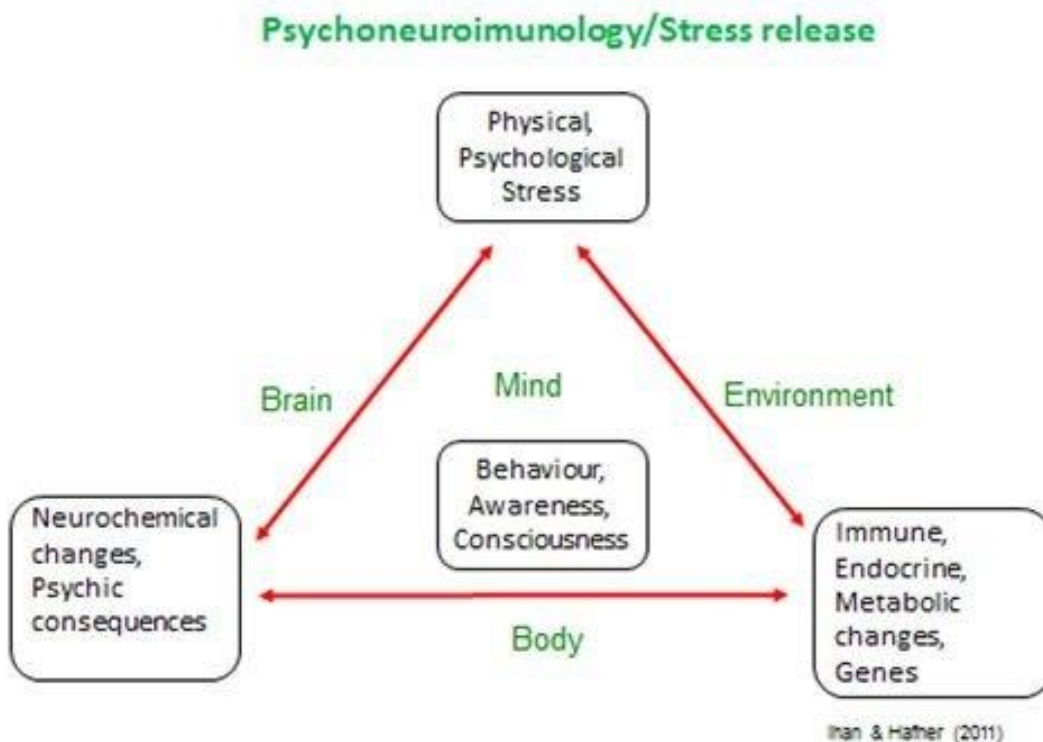 Psychoneuroimunology/Stress release
Physical,
Psychological
Stress
Brain
Mind
Environment
Behaviour,
Awareness,
Consciousness
Neurochemical
changes,
Psychic
consequences
Immune,
Endocrine,
Metabolic
changes,
Genes
Body
& Hafner (2011)